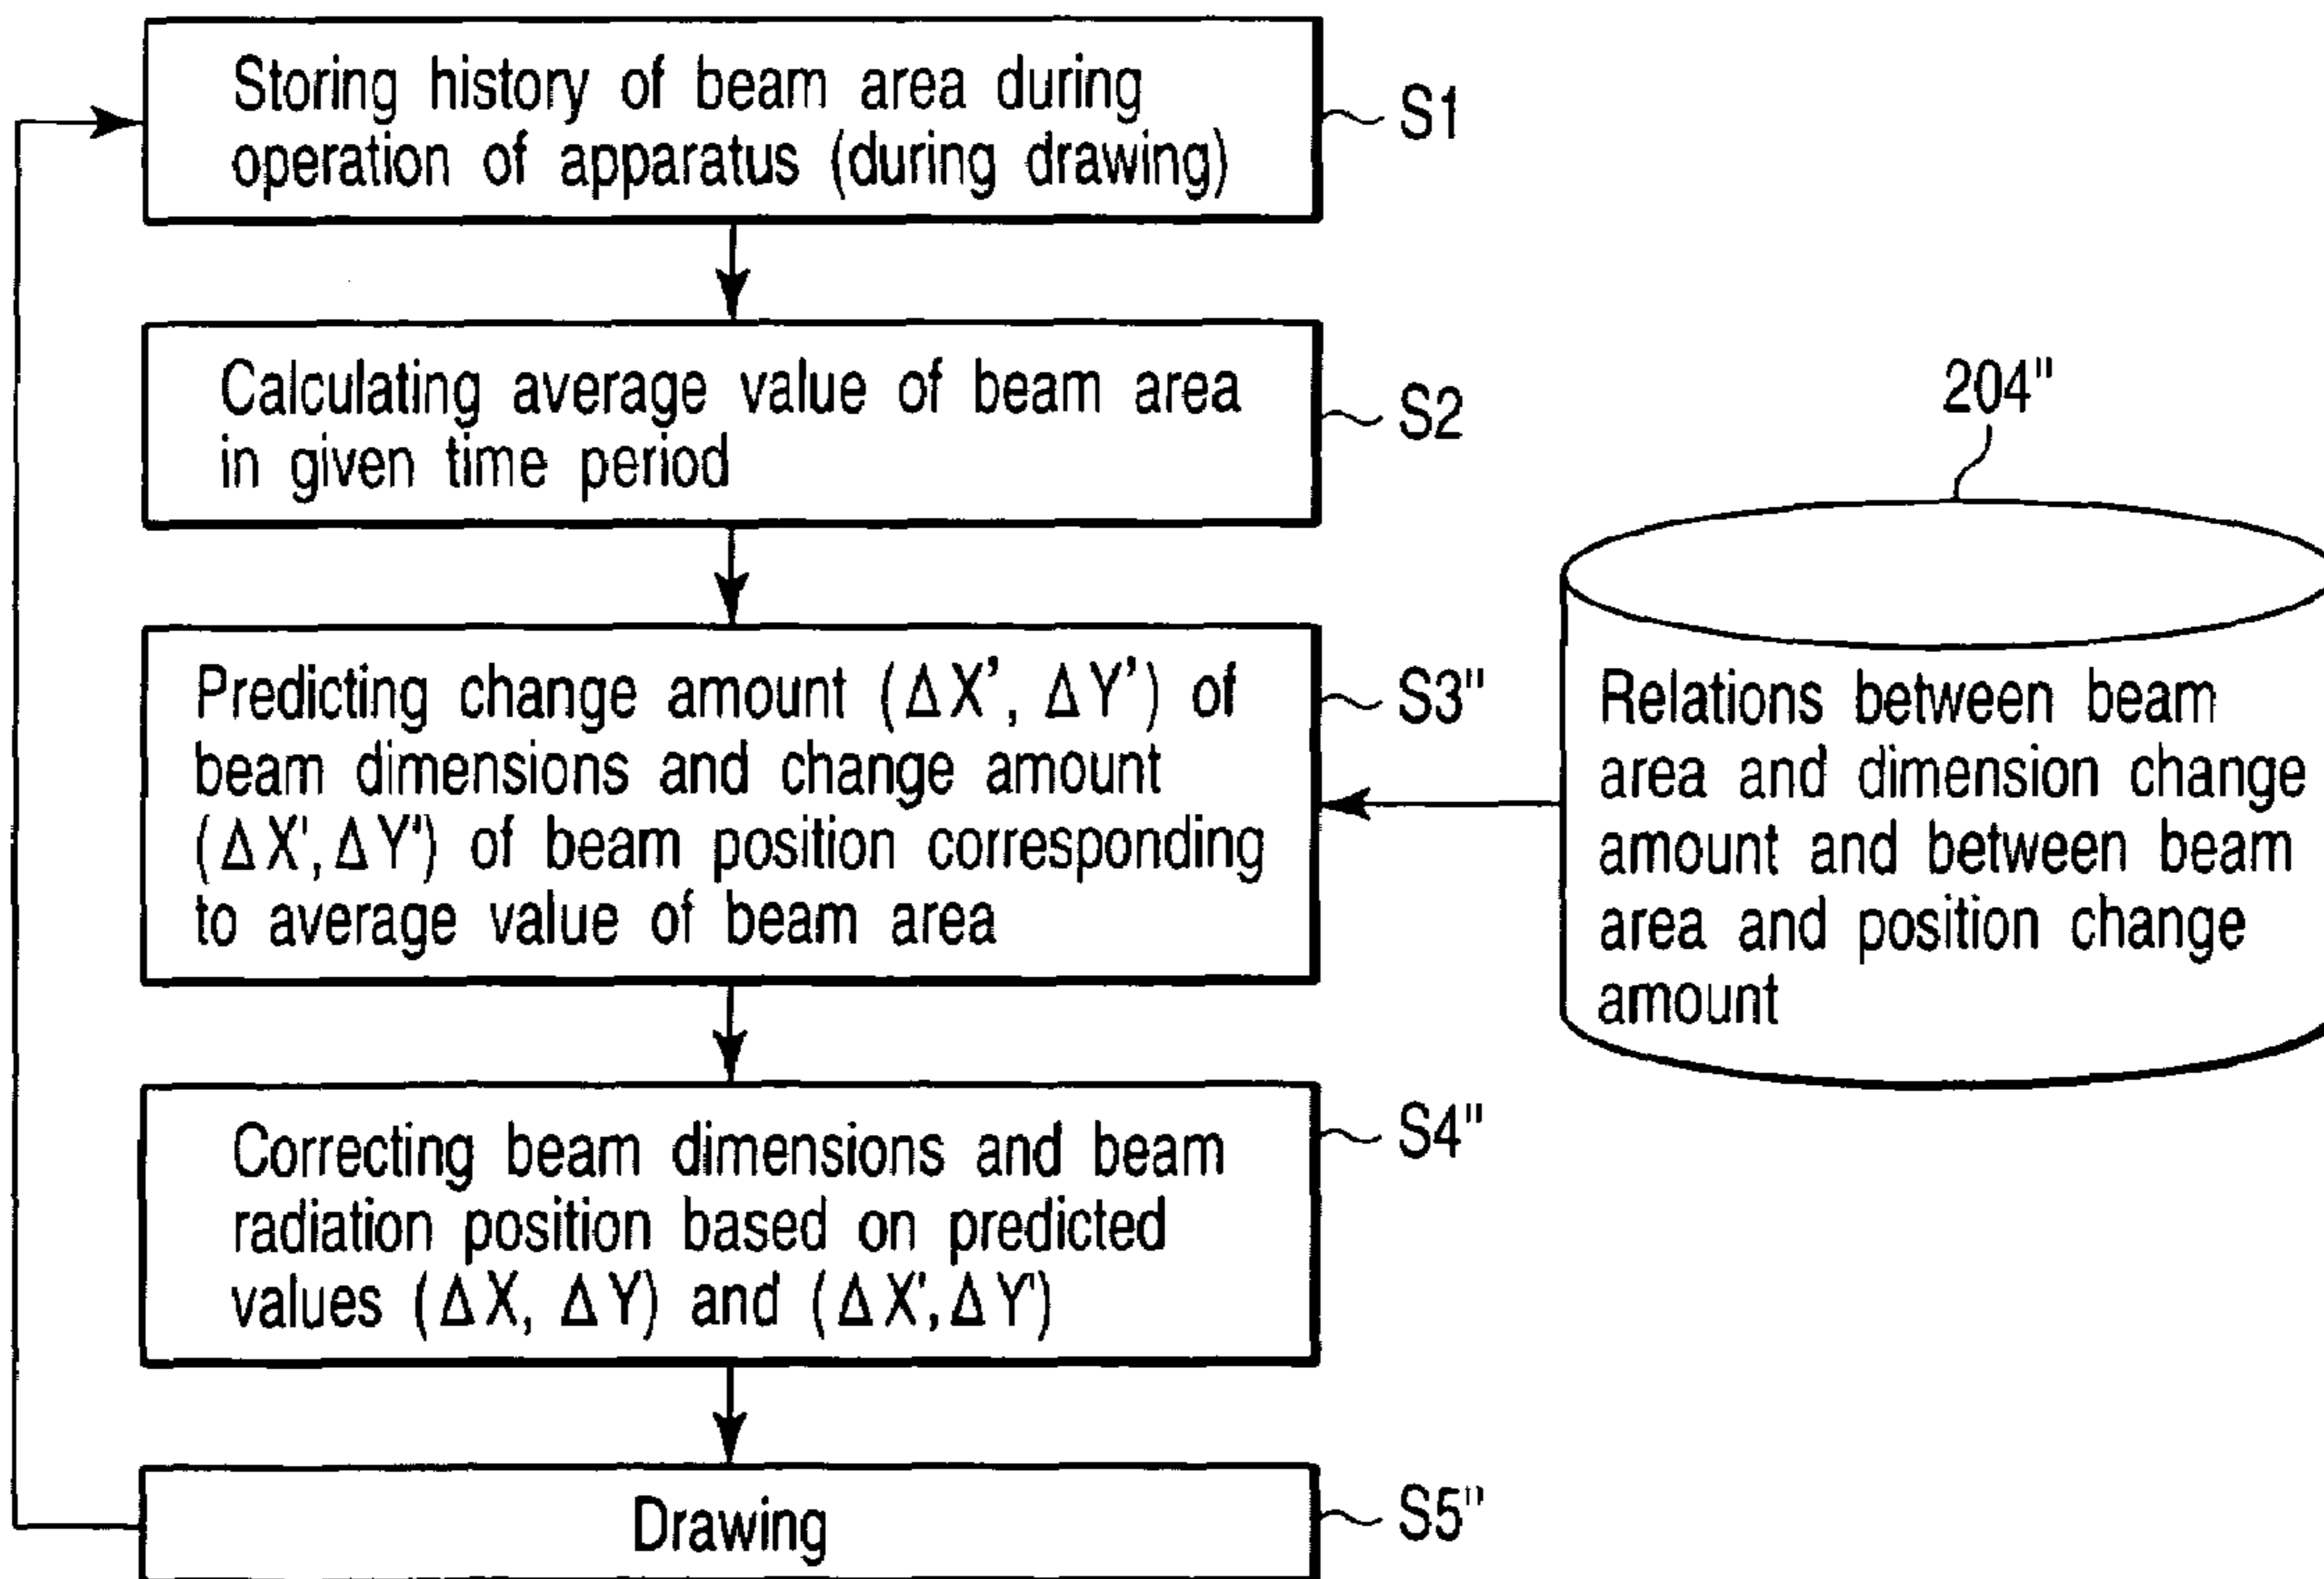 Storing history of beam area during
operation of apparatus (during drawing)
S1
Calculating average value of beam area
in given time period
S2
204"
Predicting change amount (ΔX’, ΔY’) of
beam dimensions and change amount
(ΔX', ΔY') of beam position corresponding
to average value of beam area
S3"
Relations between beam
area and dimension change
amount and between beam
area and position change
amount
Correcting beam dimensions and beam
radiation position based on predicted
values (ΔX, ΔY) and (ΔX', ΔY')
S4"
Drawing
S5"